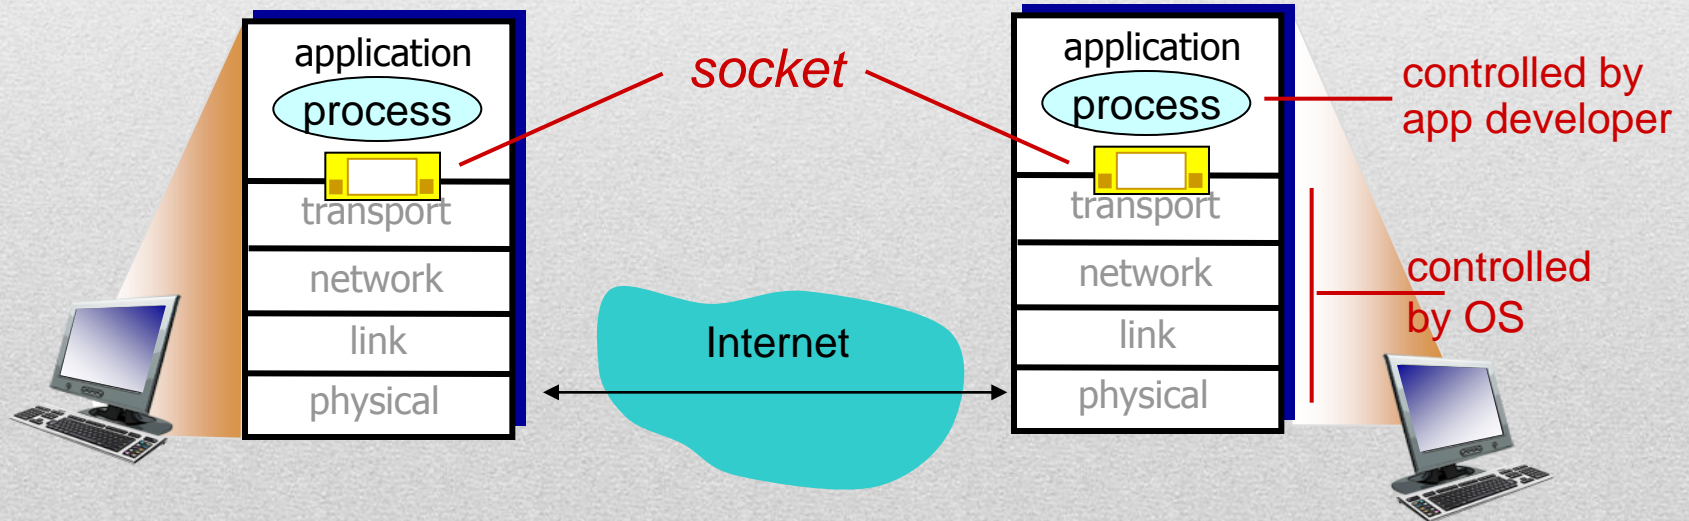 application
process
transport
network
link
physical
socket
Internet
application
process
transport
network
link
physical
controlled by
app developer
controlled
by OS